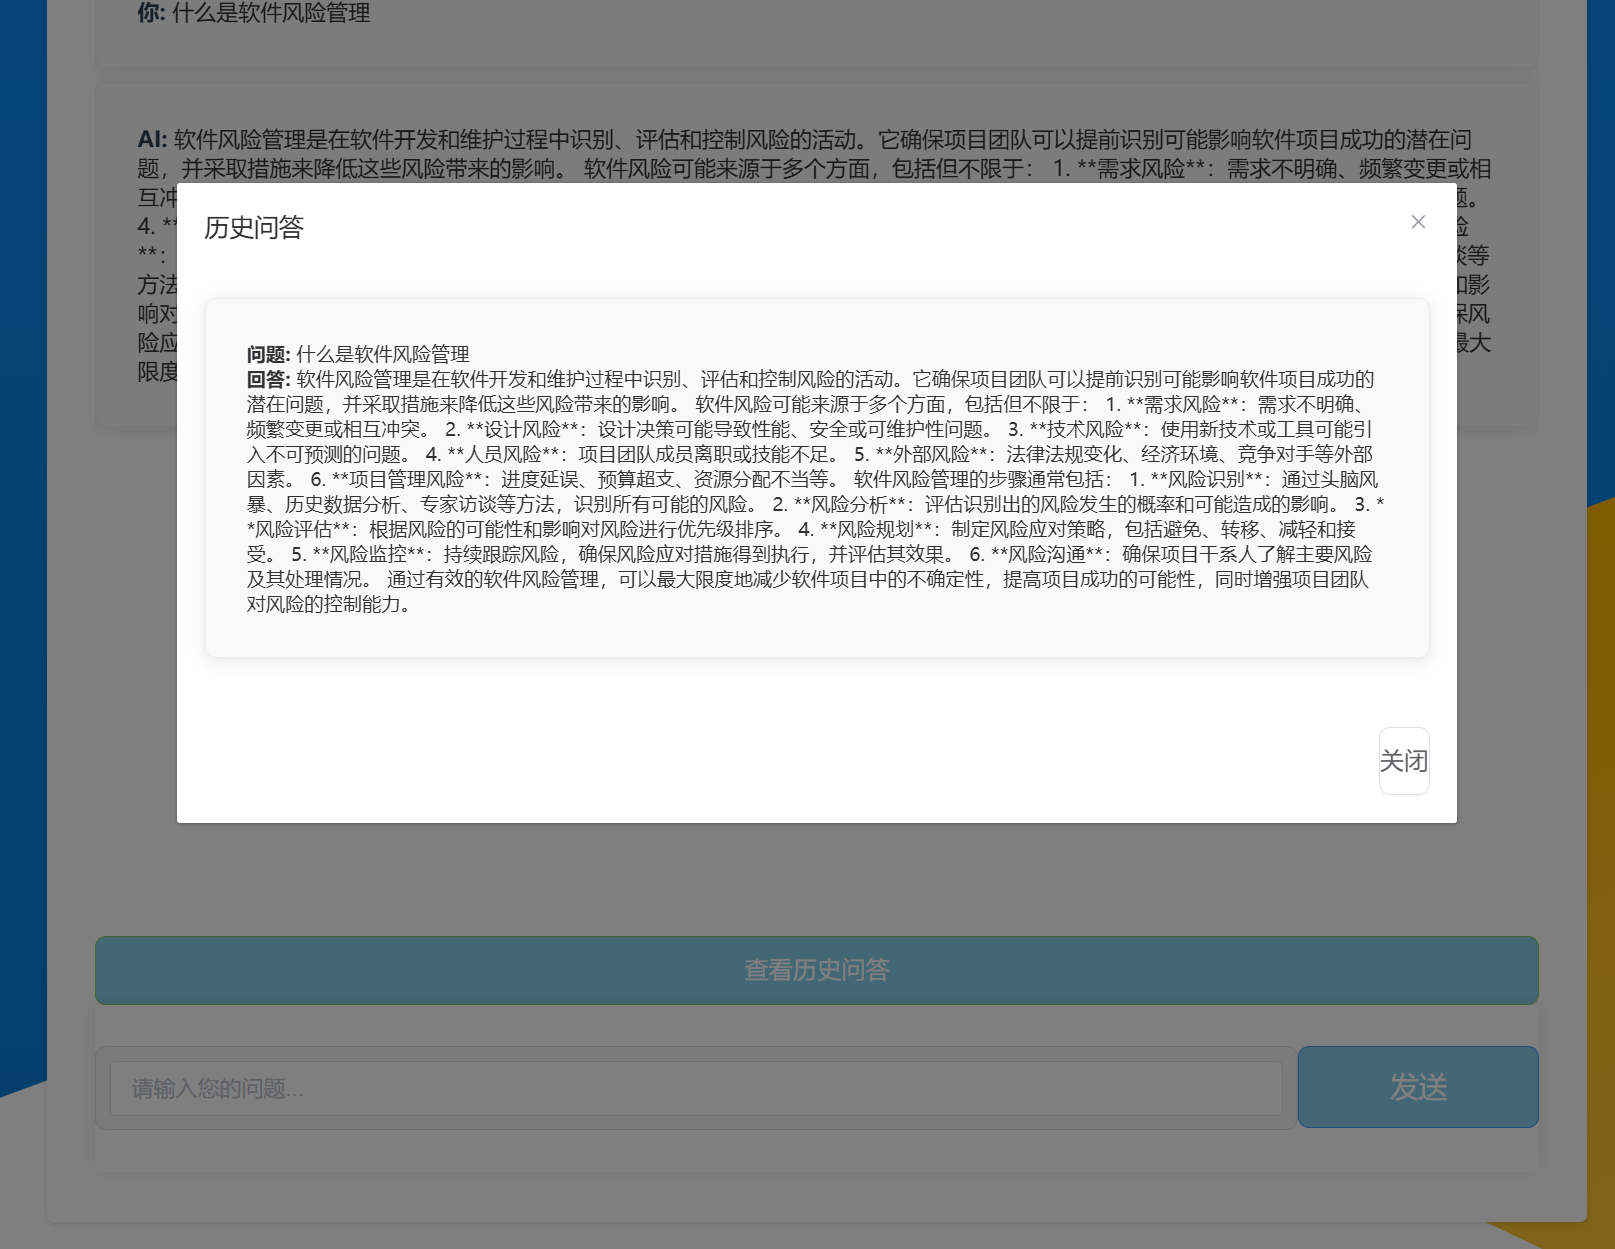 你: 什么是软件风险管理
AI: 软件风险管理是在软件开发和维护过程中识别、评估和控制风险的活动。它确保项目团队可以提前识别可能影响软件项目成功的潜在问
题，并采取措施来降低这些风险带来的影响。 软件风险可能来源于多个方面，包括但不限于： 1. **需求风险**：需求不明确、频繁变更或相
互冲
题。
4. **
险
**：
谈等
方法
和影
响对
保风
险应
最大
限度
历史问答
问题: 什么是软件风险管理
回答: 软件风险管理是在软件开发和维护过程中识别、评估和控制风险的活动。它确保项目团队可以提前识别可能影响软件项目成功的
潜在问题，并采取措施来降低这些风险带来的影响。 软件风险可能来源于多个方面，包括但不限于： 1. **需求风险**：需求不明确、
频繁变更或相互冲突。 2. **设计风险**：设计决策可能导致性能、安全或可维护性问题。 3. **技术风险**：使用新技术或工具可能引
入不可预测的问题。 4. **人员风险**：项目团队成员离职或技能不足。 5. **外部风险**：法律法规变化、经济环境、竞争对手等外部
因素。 6. **项目管理风险**：进度延误、预算超支、资源分配不当等。 软件风险管理的步骤通常包括： 1. **风险识别**：通过头脑风
暴、历史数据分析、专家访谈等方法，识别所有可能的风险。 2. **风险分析**：评估识别出的风险发生的概率和可能造成的影响。 3. *
*风险评估**：根据风险的可能性和影响对风险进行优先级排序。 4. **风险规划**：制定风险应对策略，包括避免、转移、减轻和接
受。 5. **风险监控**：持续跟踪风险，确保风险应对措施得到执行，并评估其效果。 6. **风险沟通**：确保项目干系人了解主要风险
及其处理情况。 通过有效的软件风险管理，可以最大限度地减少软件项目中的不确定性，提高项目成功的可能性，同时增强项目团队
对风险的控制能力。
关闭
查看历史问答
请输入您的问题...
发送